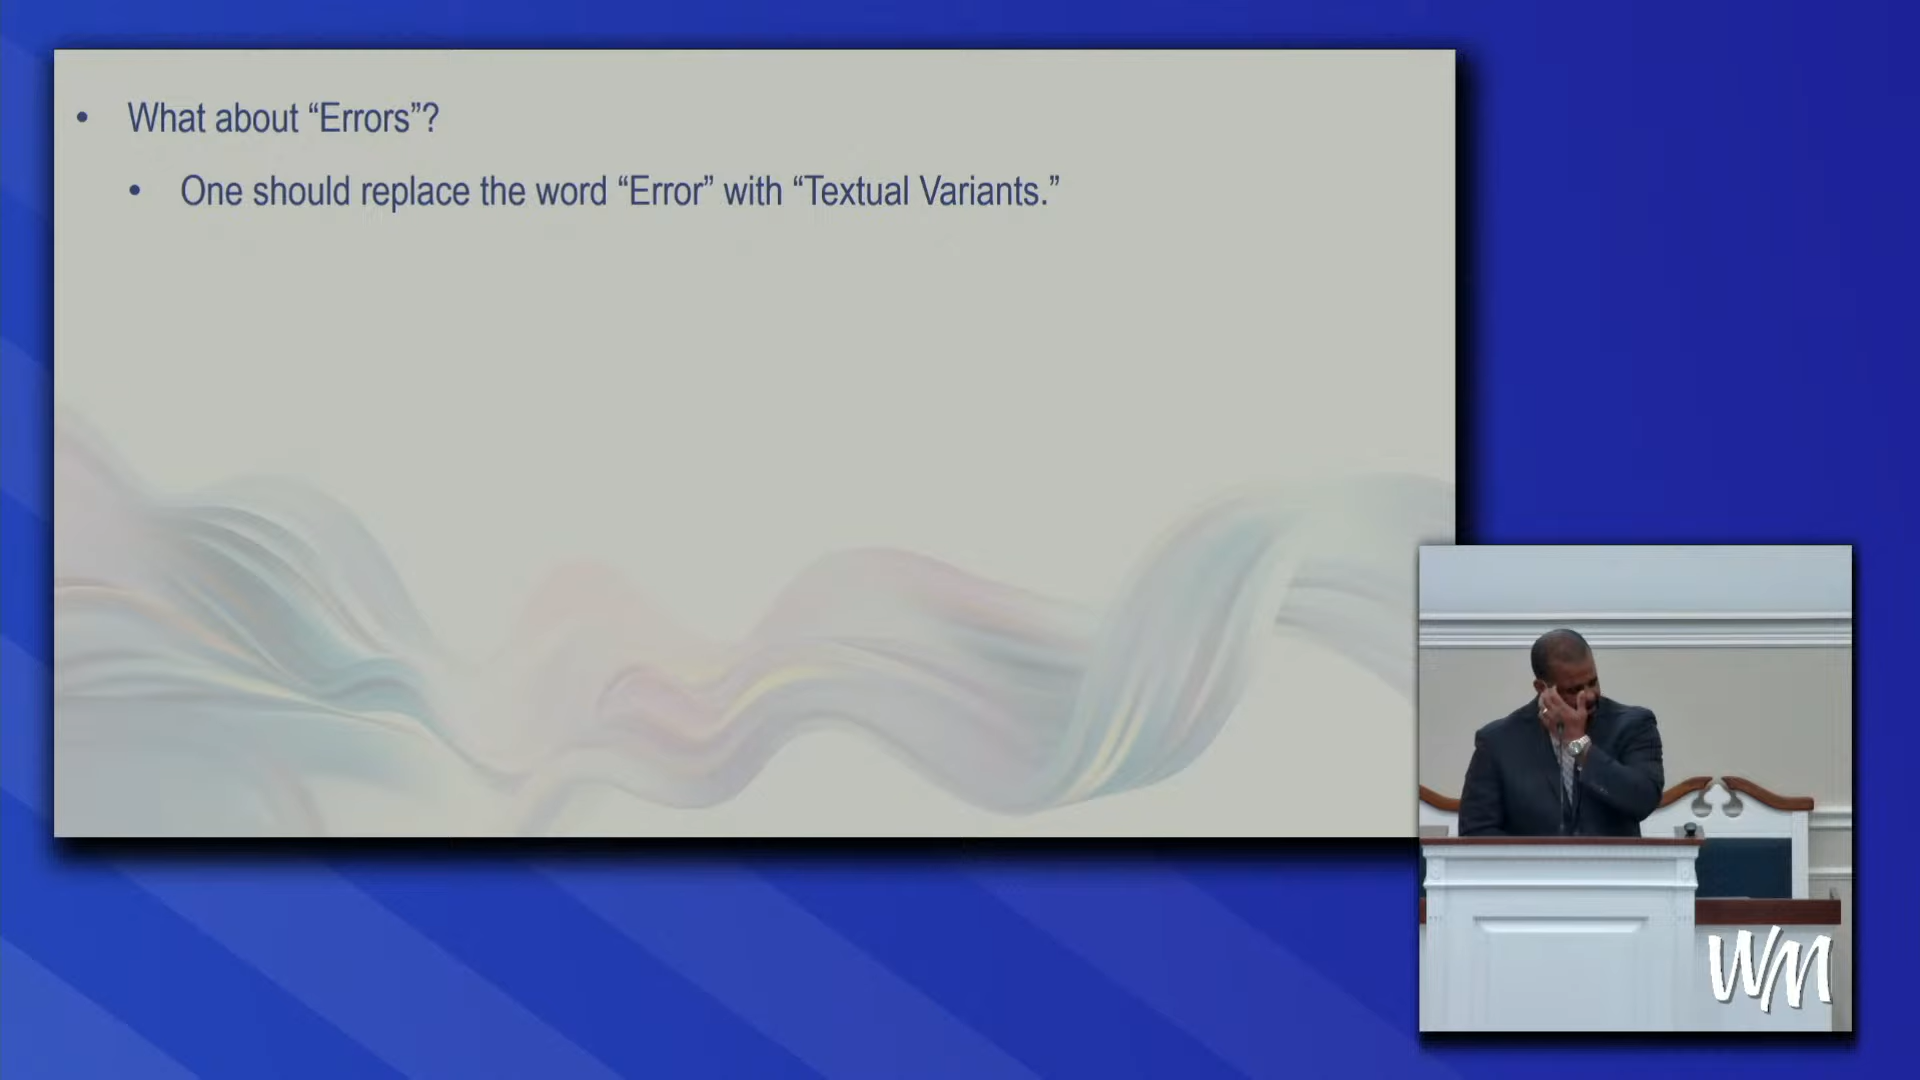 What about “Errors”?
One should replace the word “Error” with “Textual Variants.”
WM